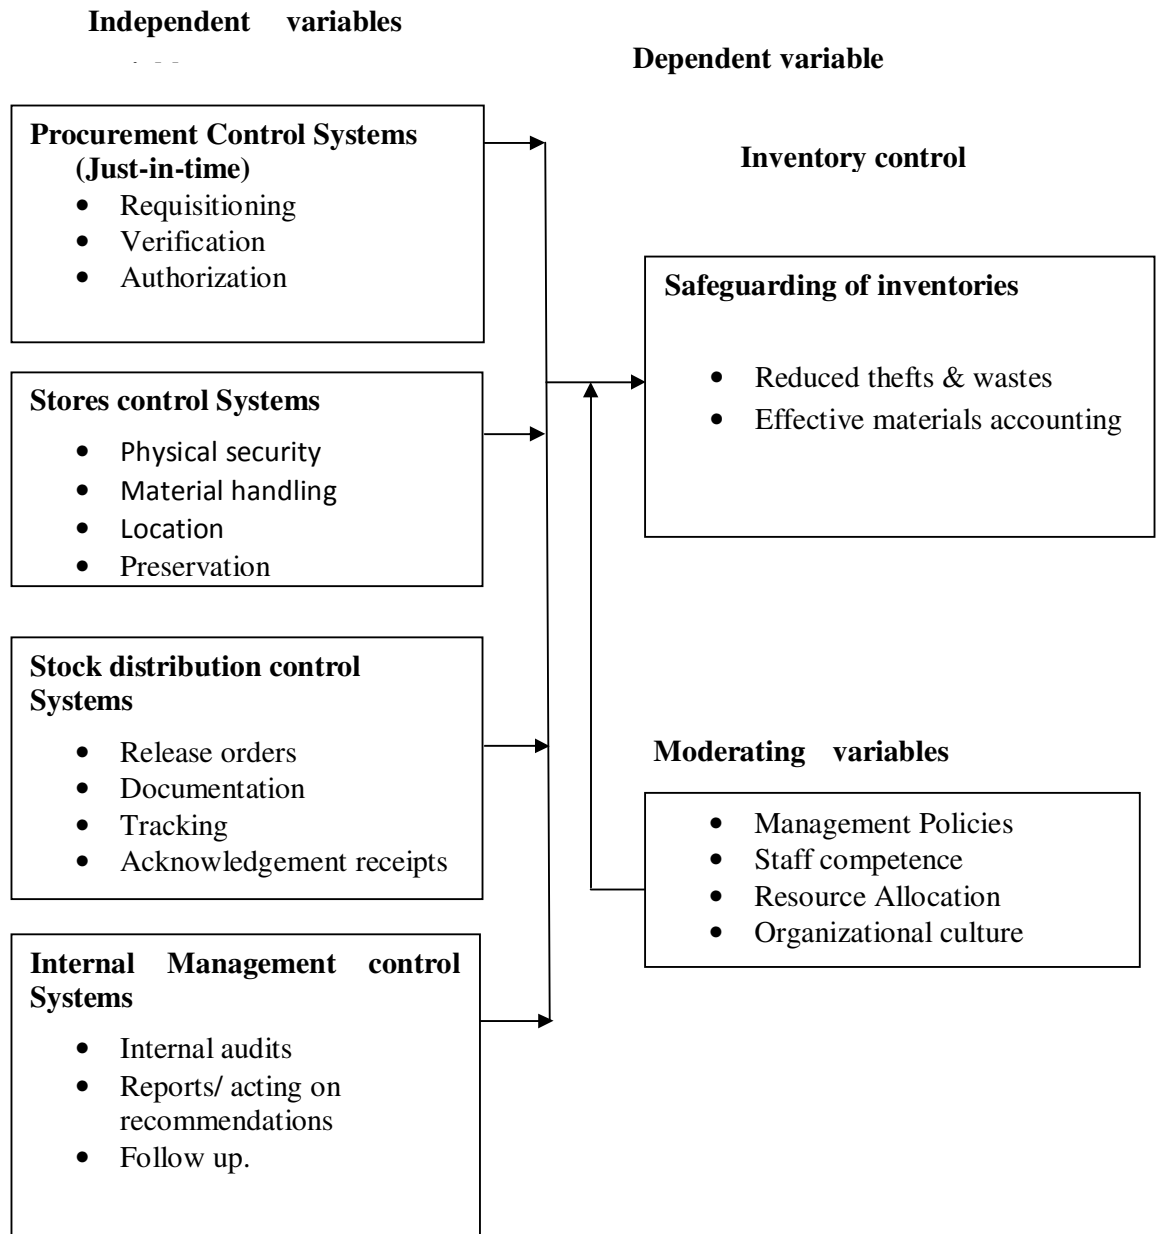 Independent variables
Dependent variable
Procurement Control Systems
(Just-in-time)
• Requisitioning
• Verification
• Authorization
Inventory control
Safeguarding of inventories
• Reduced thefts & wastes
• Effective materials accounting
Stores control Systems
• Physical security
• Material handling
• Location
• Preservation
Stock distribution control
Systems
• Release orders
• Documentation
• Tracking
• Acknowledgement receipts
Moderating variables
• Management Policies
• Staff competence
• Resource Allocation
• Organizational culture
Internal Management control
Systems
• Internal audits
• Reports/ acting on
recommendations
• Follow up.